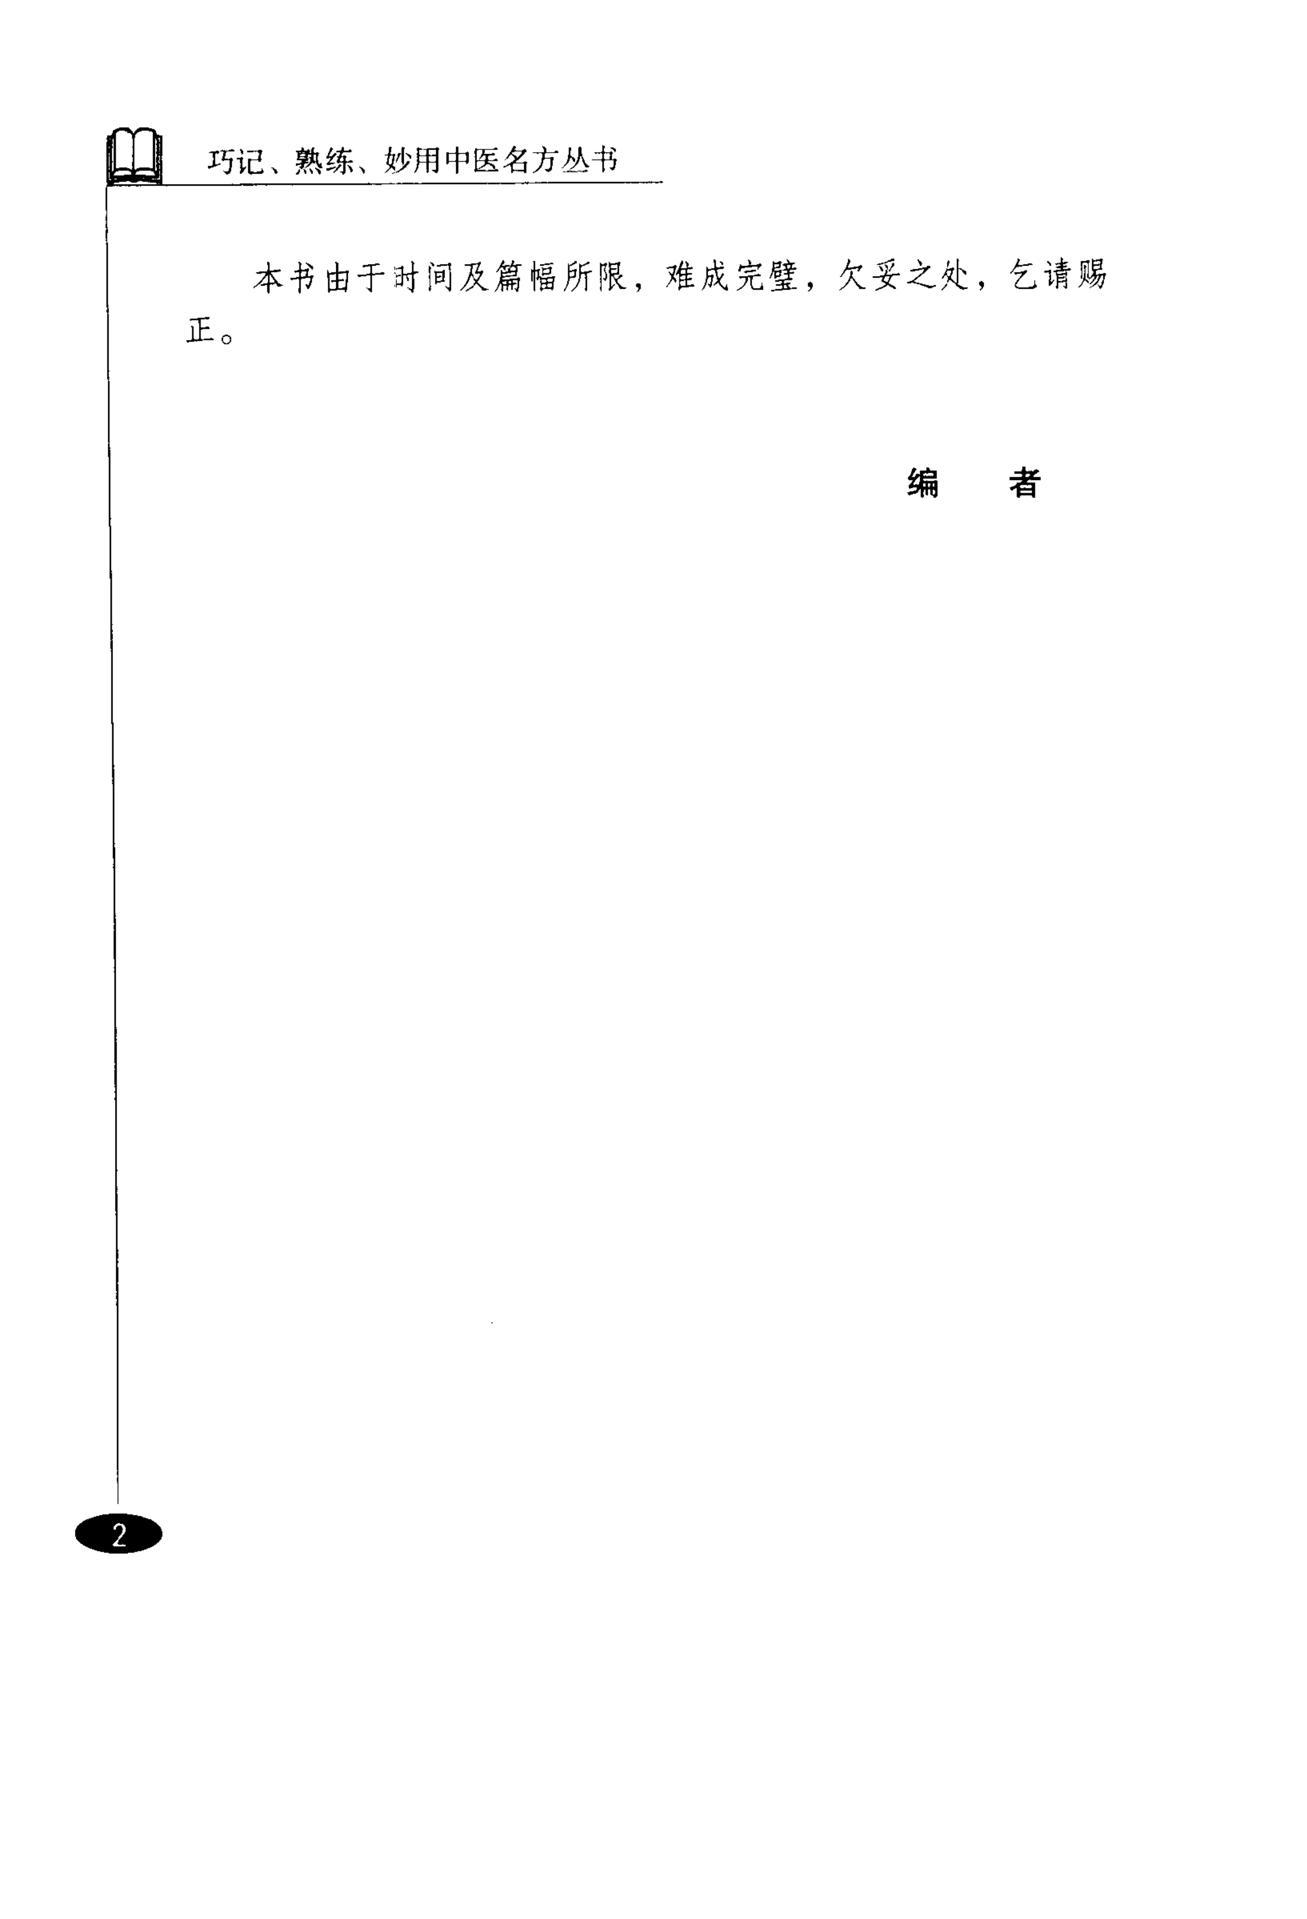 巧记、熟练、妙用中医名方丛书
本书由于时间及篇幅所限，难成完璧，欠妥之处，乞请赐
正。
编　者
2